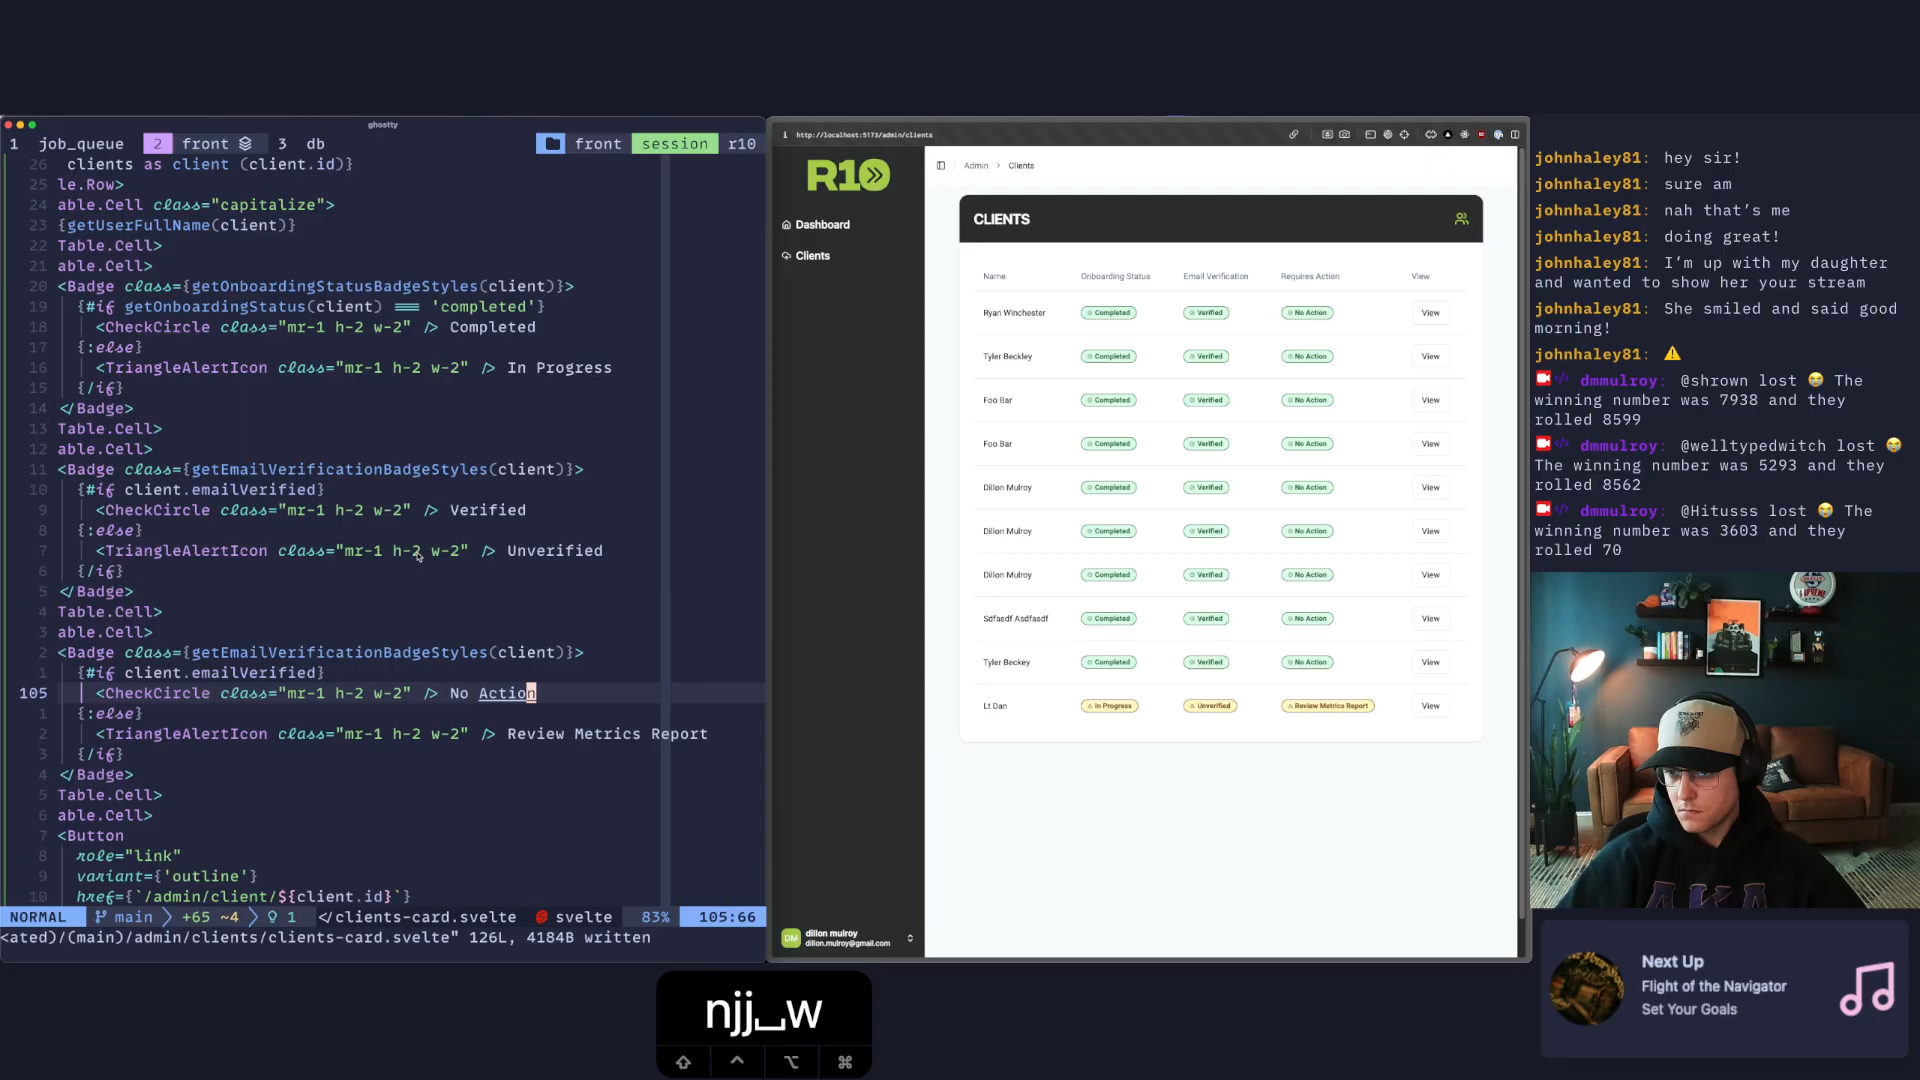 ghostty
1 job_queue 2 front 3 db front session r10
26 clients as client (client.id)}
25 le.Row>
24 able.Cell class="capitalize">
23 {getUserFullName(client)}
22 Table.Cell>
21 able.Cell>
20 <Badge class={getOnboardingStatusBadgeStyles(client)}>
19 {#if getOnboardingStatus(client) === 'completed'}
18 <CheckCircle class="mr-1 h-2 w-2" /> Completed
17 {:else}
16 <TriangleAlertIcon class="mr-1 h-2 w-2" /> In Progress
15 {/if}
14 </Badge>
13 Table.Cell>
12 able.Cell>
11 <Badge class={getEmailVerificationBadgeStyles(client)}>
10 {#if client.emailVerified}
9 <CheckCircle class="mr-1 h-2 w-2" /> Verified
8 {:else}
7 <TriangleAlertIcon class="mr-1 h-2 w-2" /> Unverified
6 {/if}
5 </Badge>
4 Table.Cell>
3 able.Cell>
2 <Badge class={getEmailVerificationBadgeStyles(client)}>
1 {#if client.emailVerified}
105 <CheckCircle class="mr-1 h-2 w-2" /> No Action
1 {:else}
2 <TriangleAlertIcon class="mr-1 h-2 w-2" /> Review Metrics Report
3 {/if}
4 </Badge>
5 Table.Cell>
6 able.Cell>
7 <Button
8 role="link"
9 variant={'outline'}
10 href={`/admin/client/${client.id}`}
NORMAL main +65 ~4 1 </clients-card.svelte svelte 83% 105:66
<ated)/(main)/admin/clients/clients-card.svelte" 126L, 4184B written
http://localhost:5173/admin/clients
R10
Dashboard
Clients
Admin > Clients
CLIENTS
Name Onboarding Status Email Verification Requires Action View
Ryan Winchester Completed Verified No Action View
Tyler Beckley Completed Verified No Action View
Foo Bar Completed Verified No Action View
Foo Bar Completed Verified No Action View
Dillon Mulroy Completed Verified No Action View
Dillon Mulroy Completed Verified No Action View
Dillon Mulroy Completed Verified No Action View
Sdfasdf Asdfasdf Completed Verified No Action View
Tyler Beckey Completed Verified No Action View
Lt Dan In Progress Unverified Review Metrics Report View
DM dillon mulroy
dillon.mulroy@gmail.com
johnhaley81: hey sir!
johnhaley81: sure am
johnhaley81: nah that's me
johnhaley81: doing great!
johnhaley81: I'm up with my daughter
and wanted to show her your stream
johnhaley81: She smiled and said good
morning!
johnhaley81: ⚠️
dmmulroy: @shrown lost 😭 The
winning number was 7938 and they
rolled 8599
dmmulroy: @welltypedwitch lost 😭
The winning number was 5293 and they
rolled 8562
dmmulroy: @Hitusss lost 😭 The
winning number was 3603 and they
rolled 70
Next Up
Flight of the Navigator
Set Your Goals
njj␣w